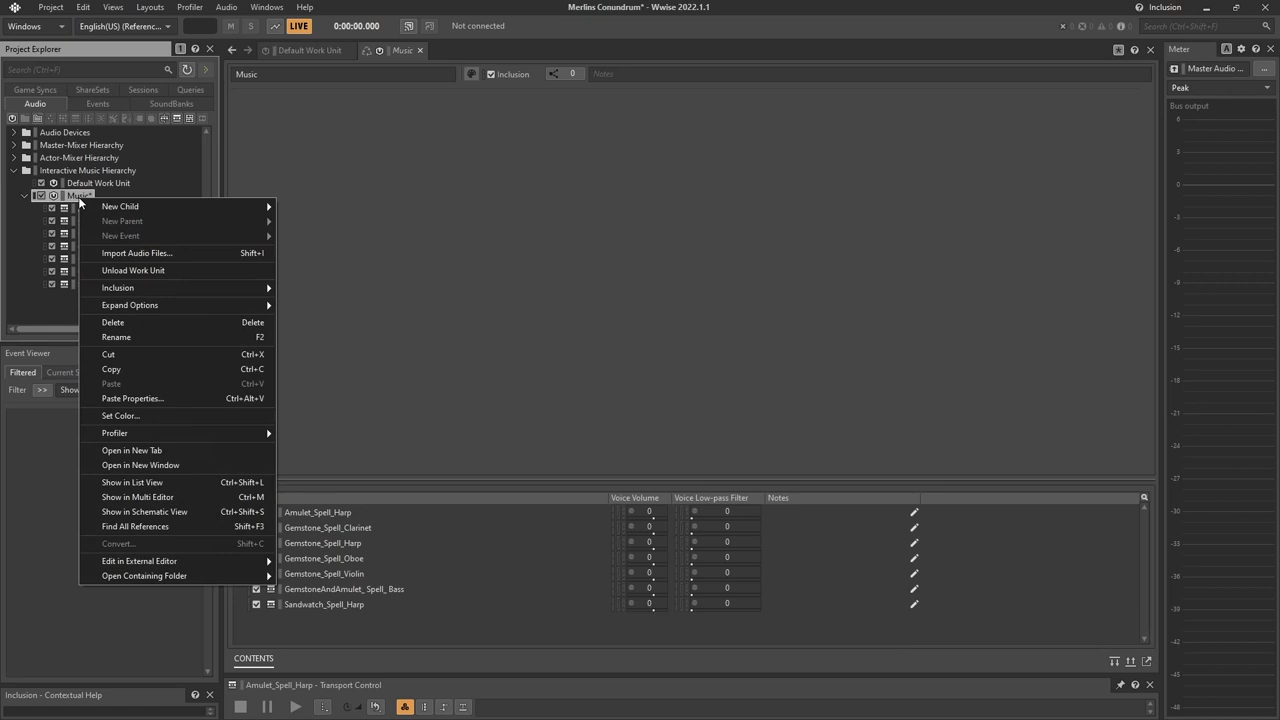 Project Edit Views Layouts Profiler Audio Windows Help Merlins Conundrum* - Wwise 2022.1.1 Inclusion
Windows English(US) (Referenc... M S LIVE 0:00:00.000 Not connected 0 0 0 Search (Ctrl+Shift+F)
Project Explorer 1 Default Work Unit Music* Meter A
Search (Ctrl+F) Music Inclusion 0 Notes Master Audio ... ...
Game Syncs ShareSets Sessions Queries Peak
Audio Events SoundBanks Bus output
Audio Devices
Master-Mixer Hierarchy
Actor-Mixer Hierarchy
Interactive Music Hierarchy
Default Work Unit
Music*
New Child
New Parent
New Event
Import Audio Files... Shift+I
Unload Work Unit
Inclusion
Expand Options
Delete Delete
Rename F2
Cut Ctrl+X
Copy Ctrl+C
Paste Ctrl+V
Paste Properties... Ctrl+Alt+V
Set Color...
Profiler
Open in New Tab
Open in New Window
Show in List View Ctrl+Shift+L
Show in Multi Editor Ctrl+M
Show in Schematic View Ctrl+Shift+S
Find All References Shift+F3
Convert... Shift+C
Edit in External Editor
Open Containing Folder
Event Viewer
Filtered Current S
Filter >> Show
Inclusion - Contextual Help
Voice Volume Voice Low-pass Filter Notes
Amulet_Spell_Harp 0 0
Gemstone_Spell_Clarinet 0 0
Gemstone_Spell_Harp 0 0
Gemstone_Spell_Oboe 0 0
Gemstone_Spell_Violin 0 0
GemstoneAndAmulet_ Spell_ Bass 0 0
Sandwatch_Spell_Harp 0 0
CONTENTS
Amulet_Spell_Harp - Transport Control
6
3
0
-3
-6
-9
-12
-15
-18
-21
-24
-27
-30
-33
-36
-39
-42
-45
-48